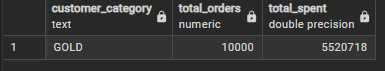 customer_category total_orders total_spent
text numeric double precision
1 GOLD 10000 5520718